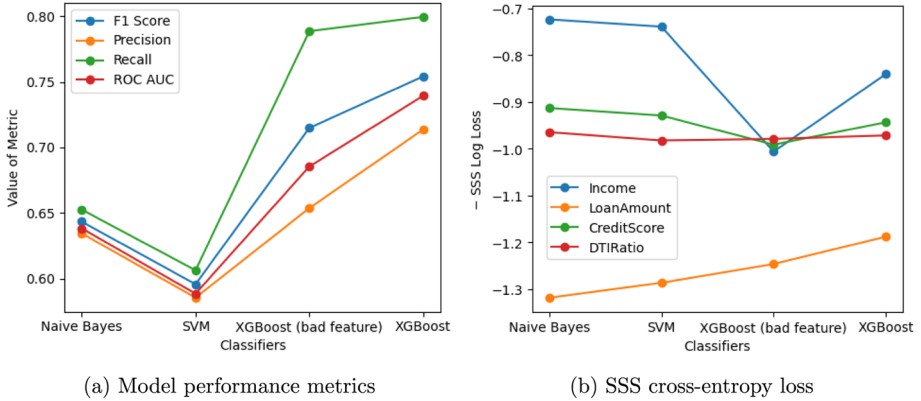 0.80
0.75
0.70
0.65
0.60
Value of Metric
F1 Score
Precision
Recall
ROC AUC
Naive Bayes SVM XGBoost (bad feature) XGBoost
Classifiers
(a) Model performance metrics
−0.7
−0.8
−0.9
−1.0
−1.1
−1.2
−1.3
− SSS Log Loss
Income
LoanAmount
CreditScore
DTIRatio
Naive Bayes SVM XGBoost (bad feature) XGBoost
Classifiers
(b) SSS cross-entropy loss